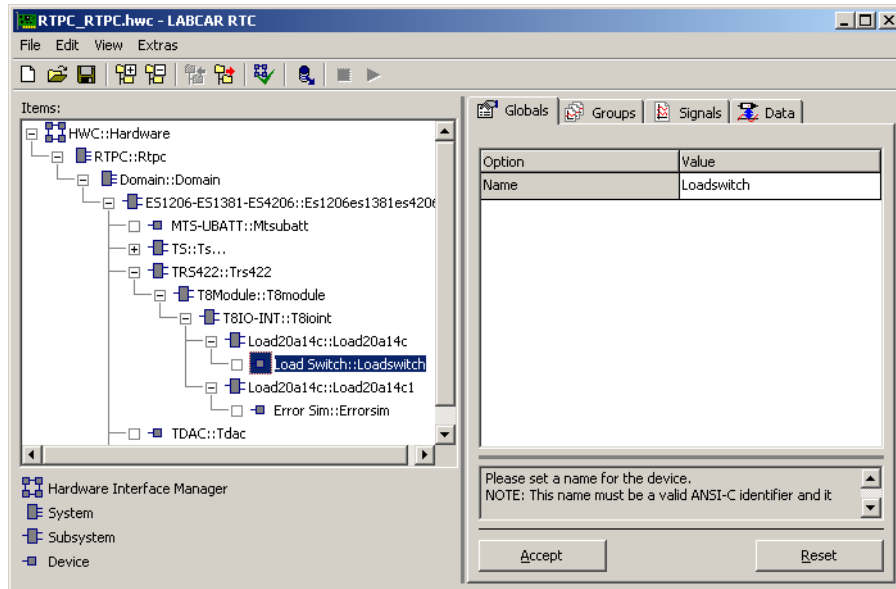 RTPC_RTPC.hwc - LABCAR RTC
File Edit View Extras
Items:
HWC::Hardware
RTPC::Rtpc
Domain::Domain
ES1206-ES1381-ES4206::Es1206es1381es4206
MTS-UBATT::Mtsubatt
TS::Ts...
TRS422::Trs422
T8Module::T8module
T8IO-INT::T8ioint
Load20a14c::Load20a14c
Load Switch::Loadswitch
Load20a14c::Load20a14c1
Error Sim::Errorsim
TDAC::Tdac
Hardware Interface Manager
System
Subsystem
Device
Globals Groups Signals Data
Option Value
Name Loadswitch
Please set a name for the device.
NOTE: This name must be a valid ANSI-C identifier and it
Accept Reset